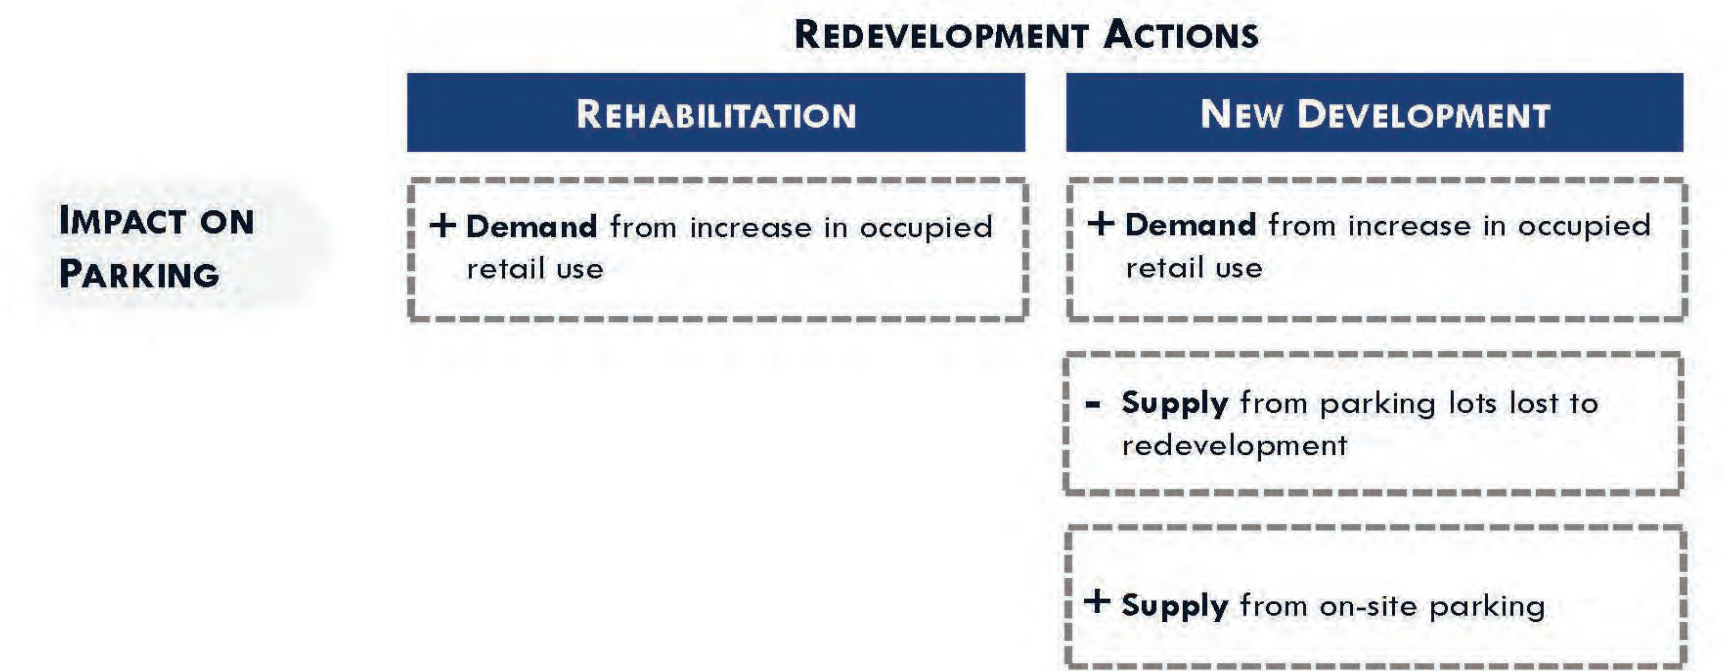 REDEVELOPMENT ACTIONS
REHABILITATION
NEW DEVELOPMENT
IMPACT ON
PARKING
+ Demand from increase in occupied
retail use
+ Demand from increase in occupied
retail use
- Supply from parking lots lost to
redevelopment
+ Supply from on-site parking